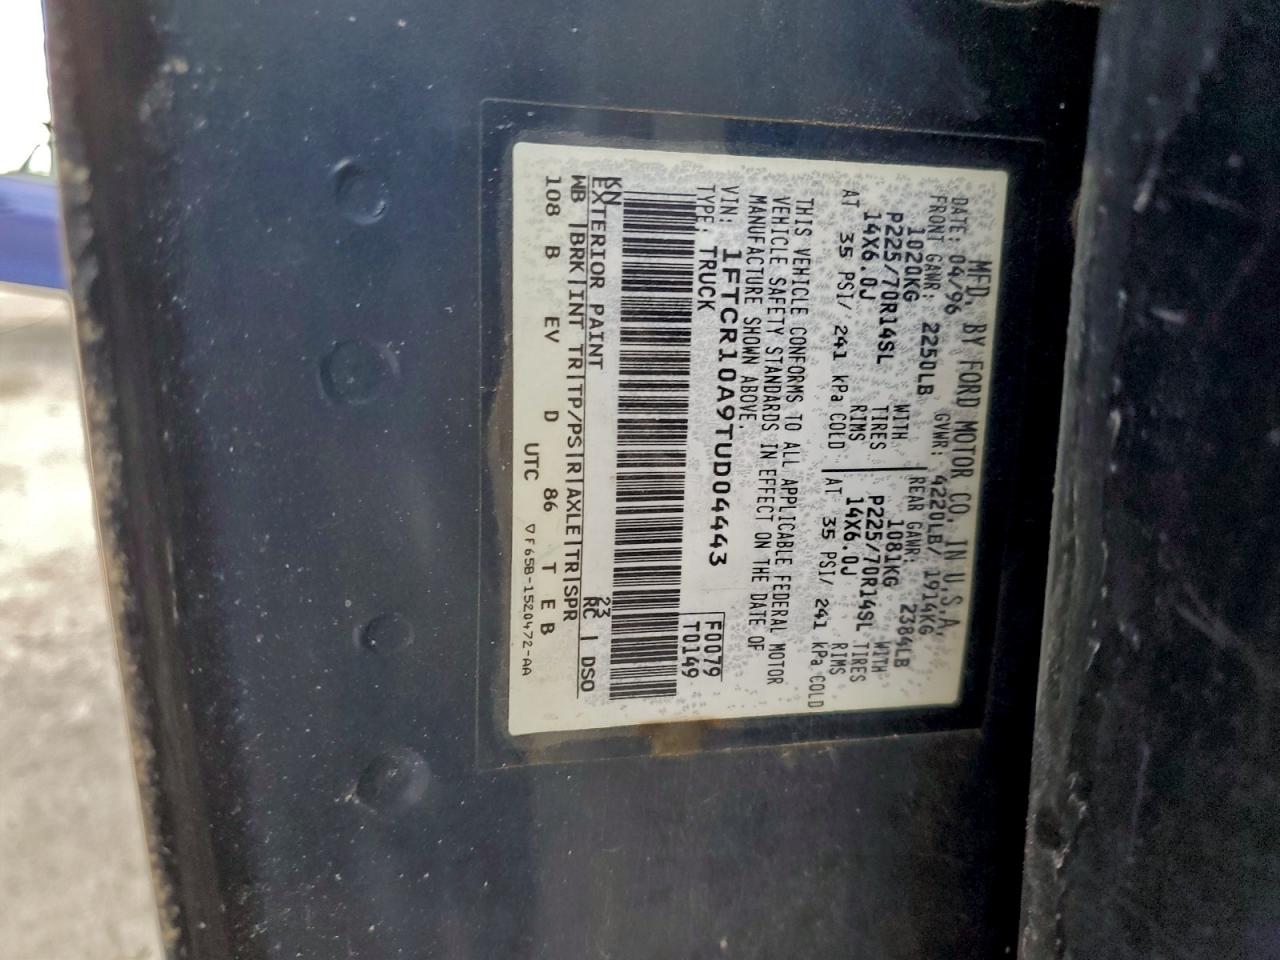 MFD. BY FORD MOTOR CO. IN U.S.A.
DATE: 04/96 GVWR: 4220LB/ 1914KG
FRONT GAWR: 2250LB REAR GAWR: 2384LB
1020KG WITH 1081KG WITH
P225/70R14SL TIRES P225/70R14SL TIRES
14X6.0J RIMS 14X6.0J RIMS
AT 35 PSI/ 241 kPa COLD AT 35 PSI/ 241 kPa COLD
THIS VEHICLE CONFORMS TO ALL APPLICABLE FEDERAL MOTOR
VEHICLE SAFETY STANDARDS IN EFFECT ON THE DATE OF
MANUFACTURE SHOWN ABOVE.
VIN: 1FTCR10A9TUD04443 F0079
TYPE: TRUCK T0149
KN 23
EXTERIOR PAINT RC DSO
WB BRK INT TR TP/PS R AXLE TR SPR
108 B EV D 86 T E B
UTC ▽F65B-1520472-AA